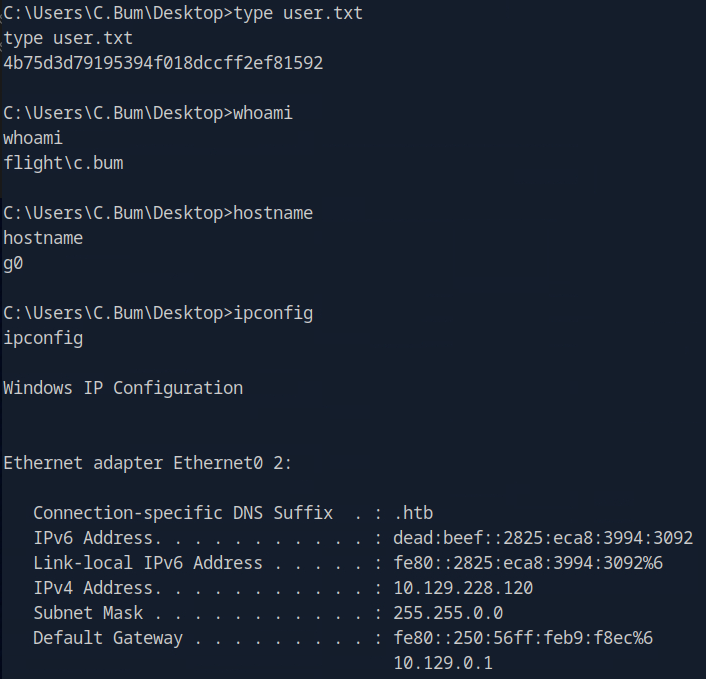 C:\Users\C.Bum\Desktop>type user.txt
type user.txt
4b75d3d79195394f018dccff2ef81592

C:\Users\C.Bum\Desktop>whoami
whoami
flight\c.bum

C:\Users\C.Bum\Desktop>hostname
hostname
g0

C:\Users\C.Bum\Desktop>ipconfig
ipconfig

Windows IP Configuration


Ethernet adapter Ethernet0 2:

   Connection-specific DNS Suffix  . : .htb
   IPv6 Address. . . . . . . . . . . : dead:beef::2825:eca8:3994:3092
   Link-local IPv6 Address . . . . . : fe80::2825:eca8:3994:3092%6
   IPv4 Address. . . . . . . . . . . : 10.129.228.120
   Subnet Mask . . . . . . . . . . . : 255.255.0.0
   Default Gateway . . . . . . . . . : fe80::250:56ff:feb9:f8ec%6
                                       10.129.0.1